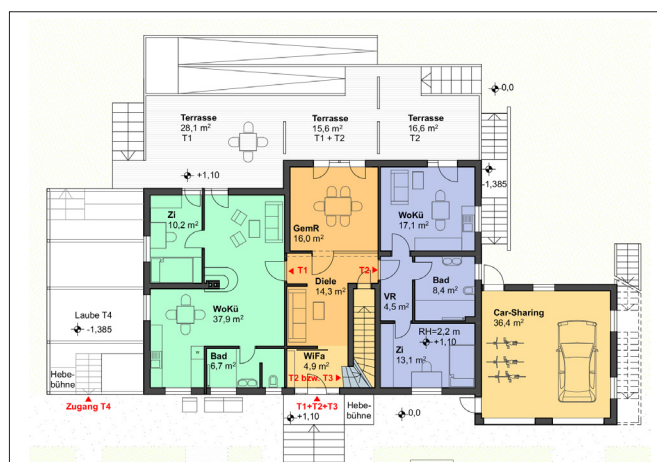 -0,0
Terrasse
28,1 m²
T1
Terrasse
15,6 m²
T1 + T2
Terrasse
16,6 m²
T2
+1,10
-1,385
Zi
10,2 m²
GemR
16,0 m²
WoKü
17,1 m²
T1
T2
Diele
14,3 m²
Bad
8,4 m²
VR
4,5 m²
WoKü
37,9 m²
Car-Sharing
36,4 m²
Laube T4
-1,385
RH=2,2 m
+1,10
Zi
13,1 m²
Bad
6,7 m²
WiFa
4,9 m²
T2 bzw. T3
Hebe-
bühne
Zugang T4
T1+T2+T3
+1,10
Hebe-
bühne
-0,0